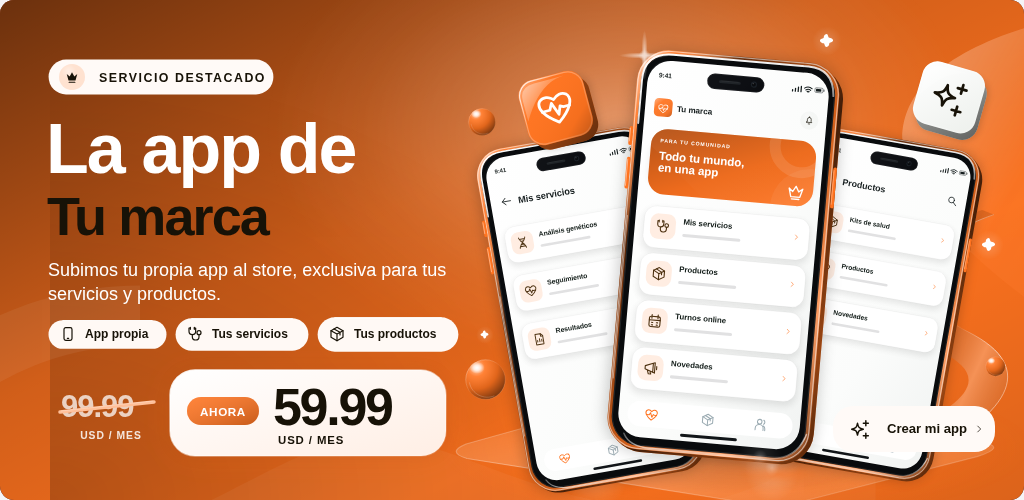 SERVICIO DESTACADO
La app de
Tu marca
Subimos tu propia app al store, exclusiva para tus
servicios y productos.
App propia
Tus servicios
Tus productos
99.99
USD / MES
AHORA
59.99
USD / MES
9:41
Mis servicios
Análisis genéticos
Seguimiento
Resultados
9:41
Tu marca
PARA TU COMUNIDAD
Todo tu mundo,
en una app
Mis servicios
Productos
Turnos online
Novedades
Productos
Kits de salud
Productos
Novedades
Crear mi app